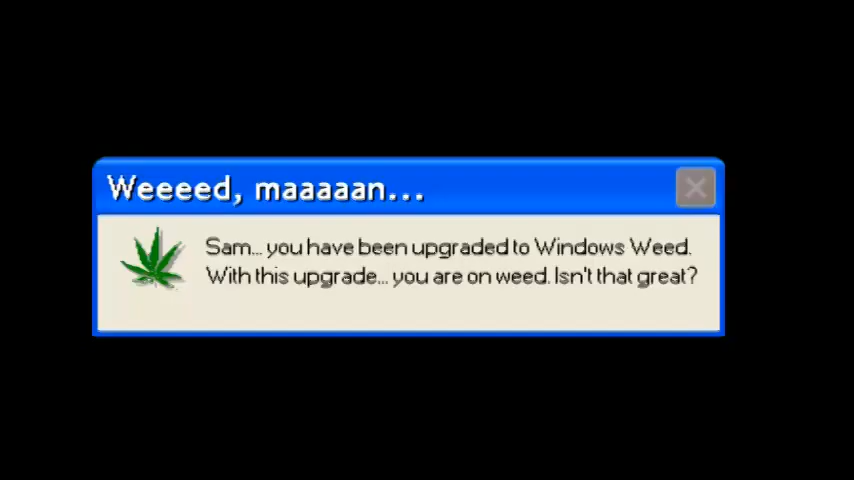 Weeeed, maaaaan...
Sam... you have been upgraded to Windows Weed.
With this upgrade... you are on weed. Isn't that great?